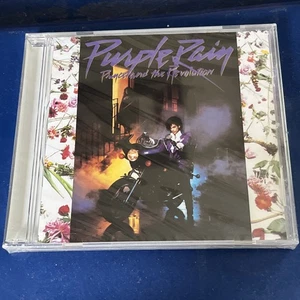 Purple Rain
Prince and the Revolution